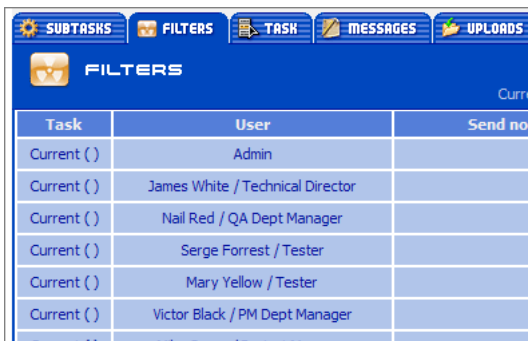 SUBTASKS FILTERS TASK MESSAGES UPLOADS
FILTERS
Task User Send
Current ( ) Admin
Current ( ) James White / Technical Director
Current ( ) Nail Red / QA Dept Manager
Current ( ) Serge Forrest / Tester
Current ( ) Mary Yellow / Tester
Current ( ) Victor Black / PM Dept Manager